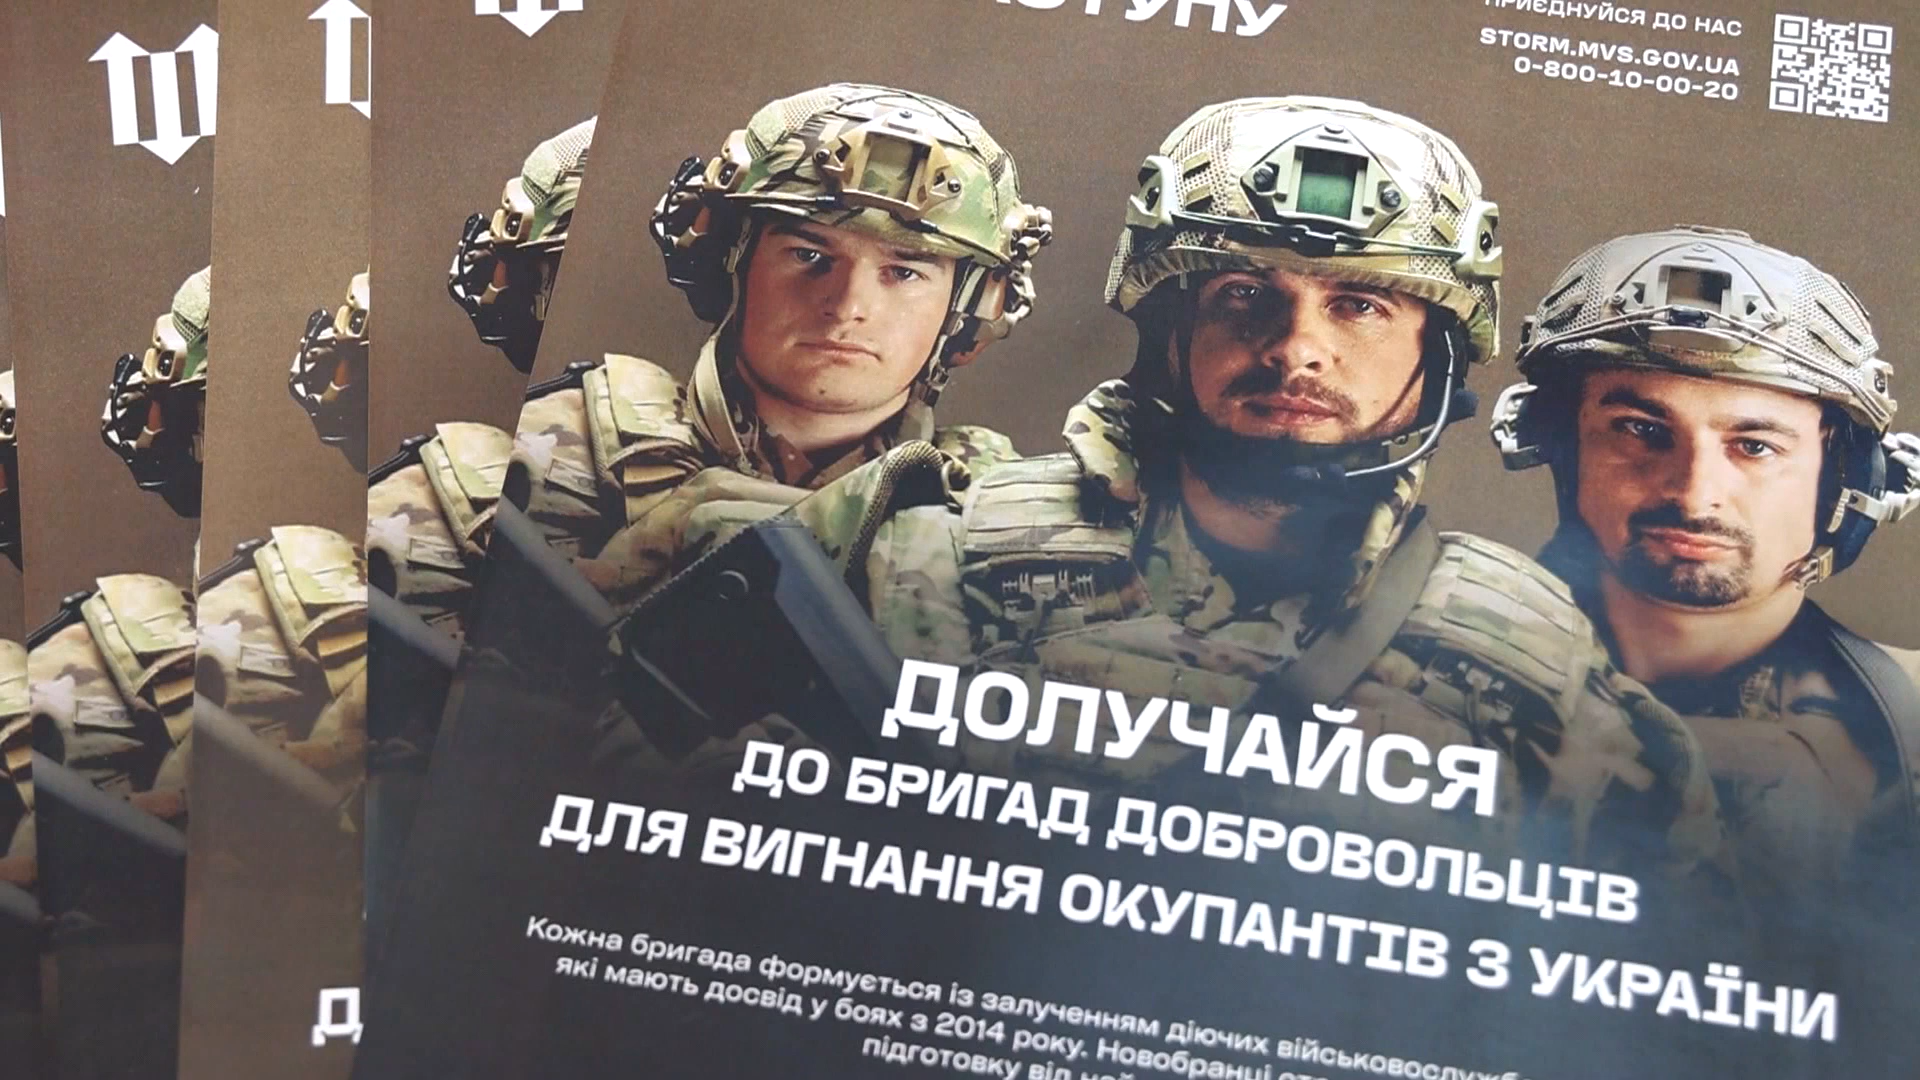 ПРИЄДНУЙСЯ ДО НАС
STORM.MVS.GOV.UA
0-800-10-00-20
ДОЛУЧАЙСЯ
ДО БРИГАД ДОБРОВОЛЬЦІВ
ДЛЯ ВИГНАННЯ ОКУПАНТІВ З УКРАЇНИ
Кожна бригада формується із залученням діючих
які мають досвід у боях з 2014 року. Новобранці
підготовку від
Д